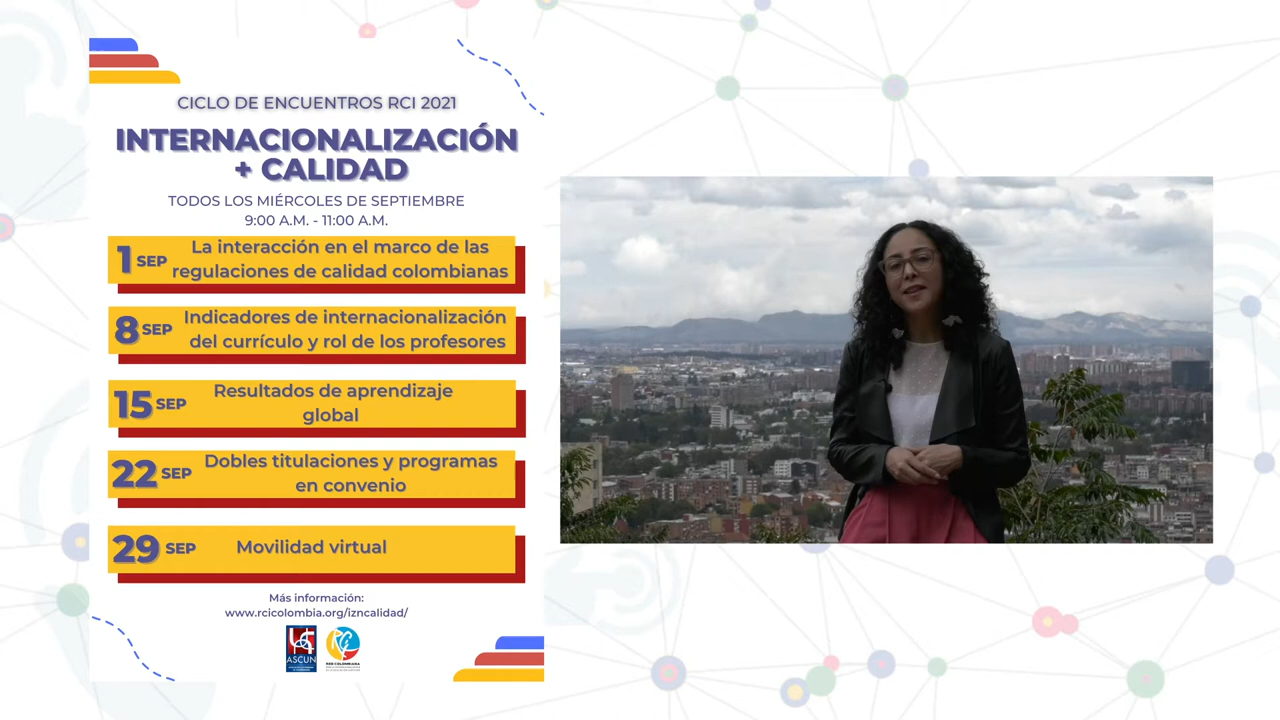 CICLO DE ENCUENTROS RCI 2021
INTERNACIONALIZACIÓN
+ CALIDAD
TODOS LOS MIÉRCOLES DE SEPTIEMBRE
9:00 A.M. - 11:00 A.M.
1 SEP
La interacción en el marco de las
regulaciones de calidad colombianas
8 SEP
Indicadores de internacionalización
del currículo y rol de los profesores
15 SEP
Resultados de aprendizaje
global
22 SEP
Dobles titulaciones y programas
en convenio
29 SEP
Movilidad virtual
Más información:
www.rcicolombia.org/izncalidad/
ASCUN
RCI
RED COLOMBIANA